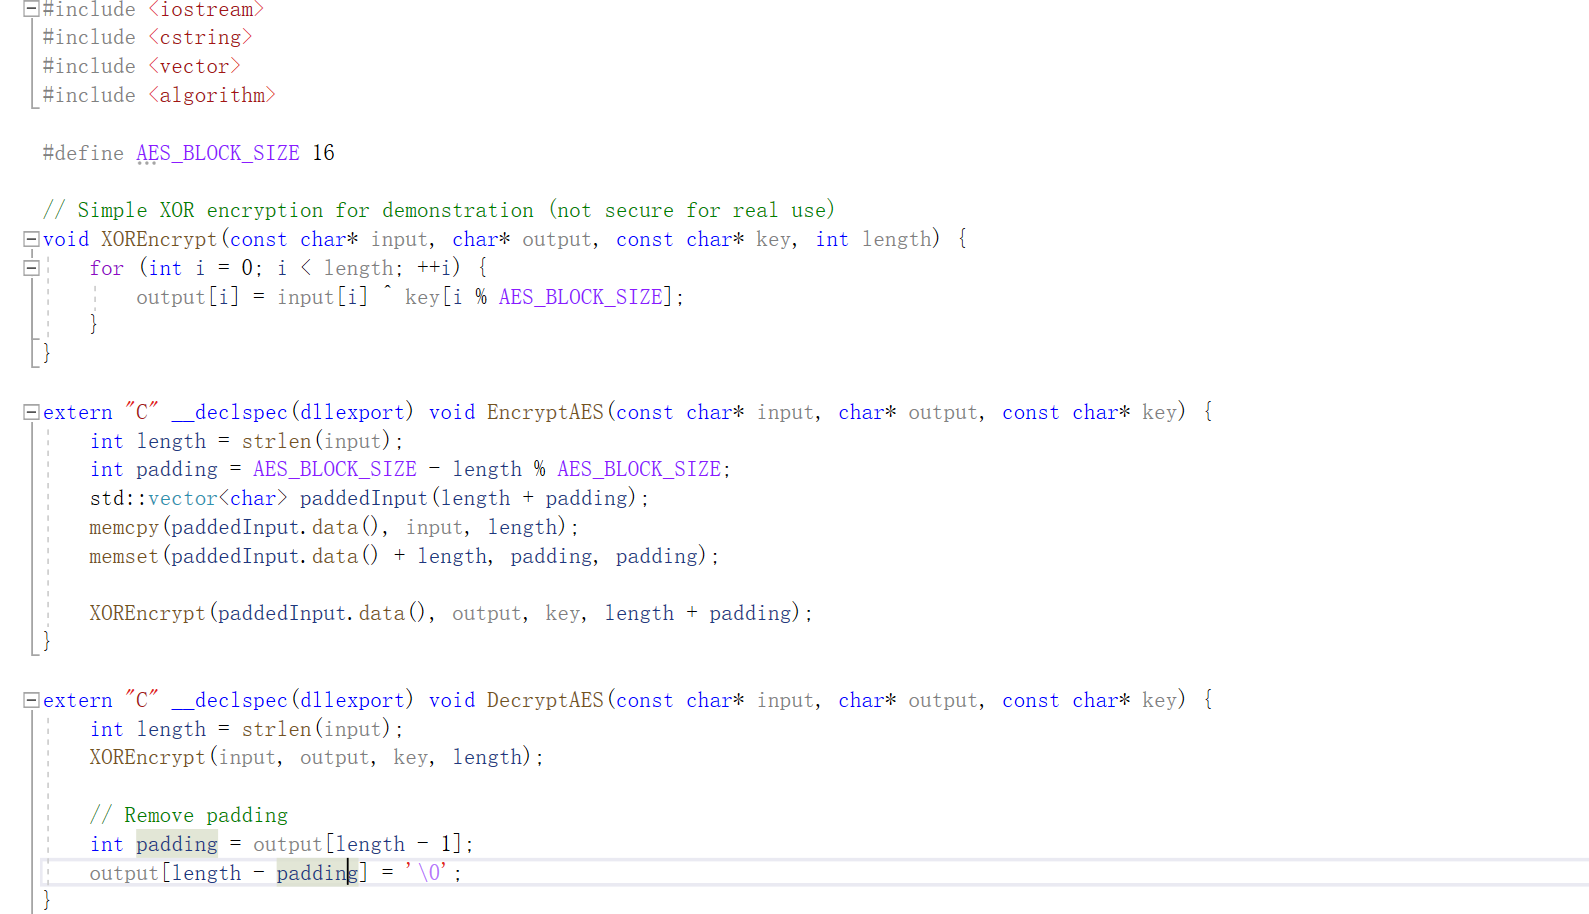 #include <iostream>
#include <cstring>
#include <vector>
#include <algorithm>
#define AES_BLOCK_SIZE 16
// Simple XOR encryption for demonstration (not secure for real use)
void XOREncrypt(const char* input, char* output, const char* key, int length) {
for (int i = 0; i < length; ++i) {
output[i] = input[i] ^ key[i % AES_BLOCK_SIZE];
}
}
extern "C" __declspec(dllexport) void EncryptAES(const char* input, char* output, const char* key) {
int length = strlen(input);
int padding = AES_BLOCK_SIZE - length % AES_BLOCK_SIZE;
std::vector<char> paddedInput(length + padding);
memcpy(paddedInput.data(), input, length);
memset(paddedInput.data() + length, padding, padding);
XOREncrypt(paddedInput.data(), output, key, length + padding);
}
extern "C" __declspec(dllexport) void DecryptAES(const char* input, char* output, const char* key) {
int length = strlen(input);
XOREncrypt(input, output, key, length);
// Remove padding
int padding = output[length - 1];
output[length - padding] = '\0';
}